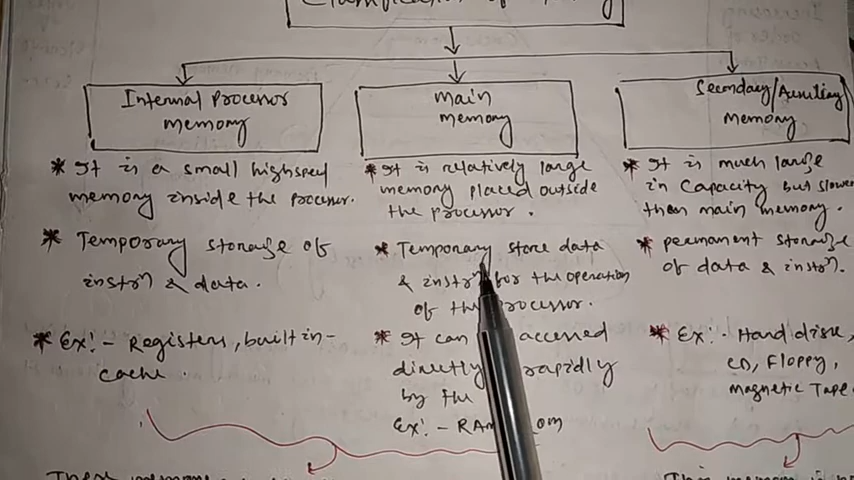 Internal Processor
memory
* It is a small highspeed
memory inside the processor.
* Temporary storage of
instrn & data.
* Ex:- Registers, built in-
cache.
main
memory
* It is relatively large
memory placed outside
the processor.
* Temporary store data
& instrn for the operation
of the processor.
* It can accessed
directly rapidly
by the
Ex:- RAM
Secondary/Auxiliary
memory
* It is much large
in Capacity but slower
than main memory.
* permanent storage
of data & instrn.
* Ex:- Hard disk,
CD, Floppy,
Magnetic Tape